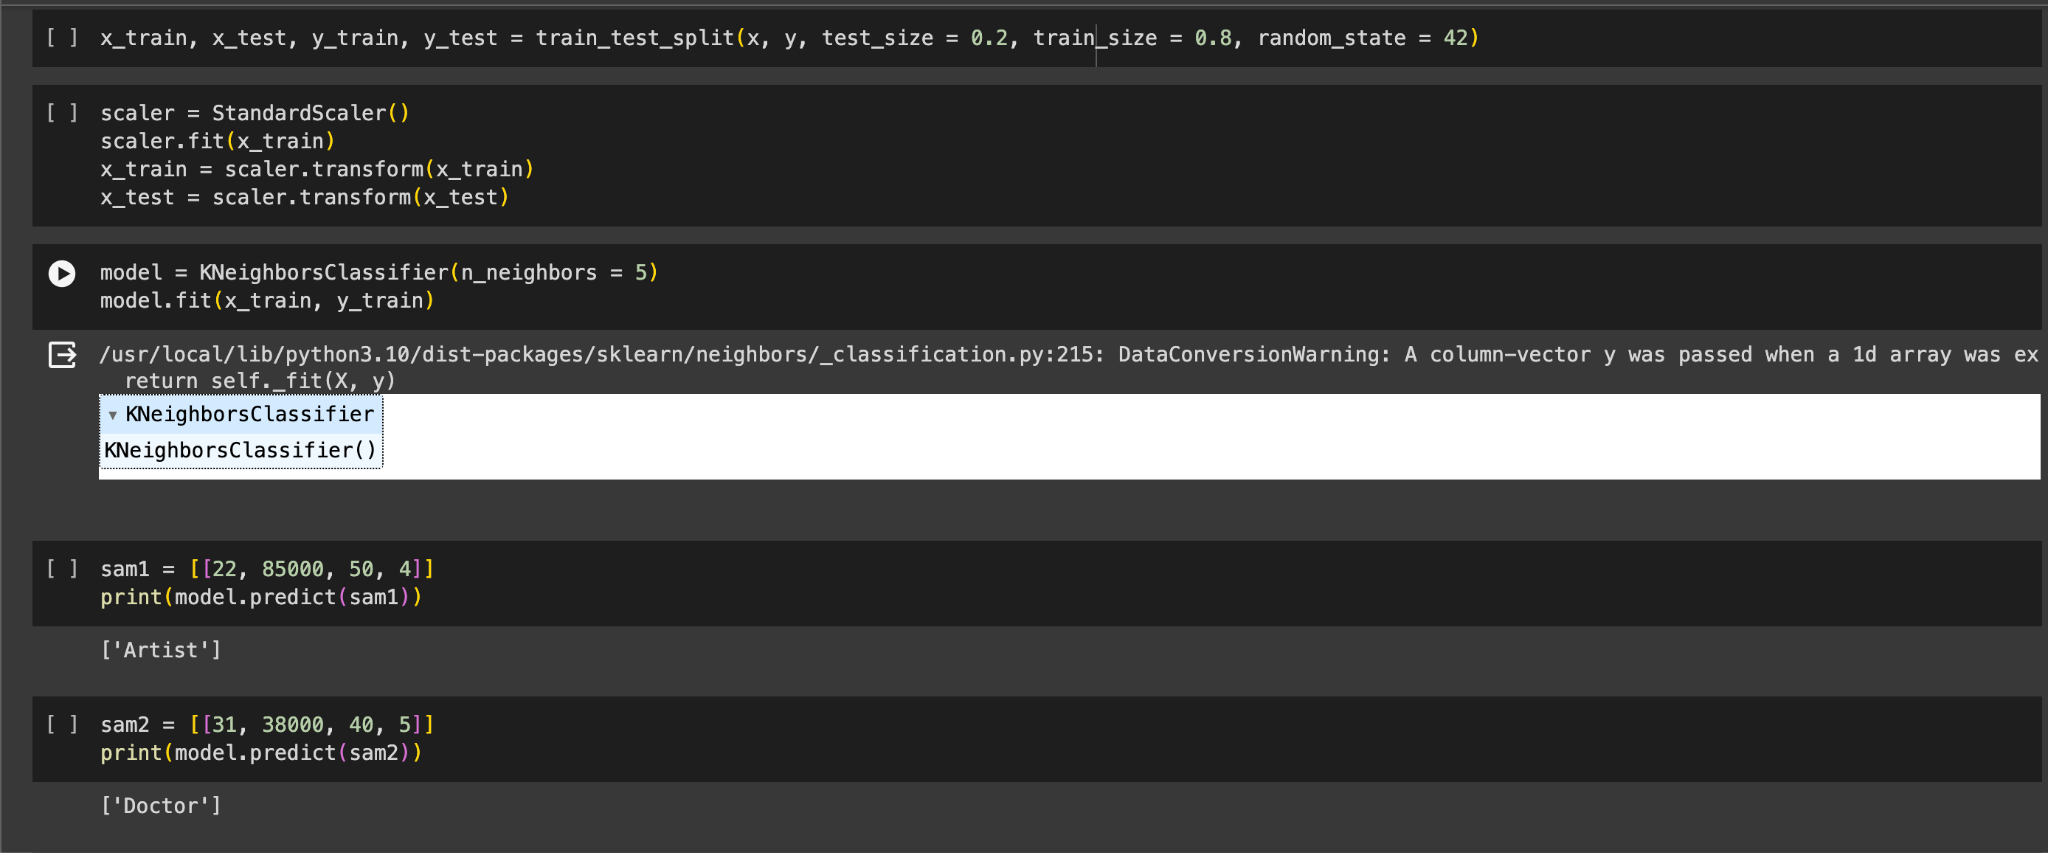 [ ] x_train, x_test, y_train, y_test = train_test_split(x, y, test_size = 0.2, train_size = 0.8, random_state = 42)
[ ] scaler = StandardScaler()
scaler.fit(x_train)
x_train = scaler.transform(x_train)
x_test = scaler.transform(x_test)
model = KNeighborsClassifier(n_neighbors = 5)
model.fit(x_train, y_train)
/usr/local/lib/python3.10/dist-packages/sklearn/neighbors/_classification.py:215: DataConversionWarning: A column-vector y was passed when a 1d array was ex
return self._fit(X, y)
▾ KNeighborsClassifier
KNeighborsClassifier()
[ ] sam1 = [[22, 85000, 50, 4]]
print(model.predict(sam1))
['Artist']
[ ] sam2 = [[31, 38000, 40, 5]]
print(model.predict(sam2))
['Doctor']